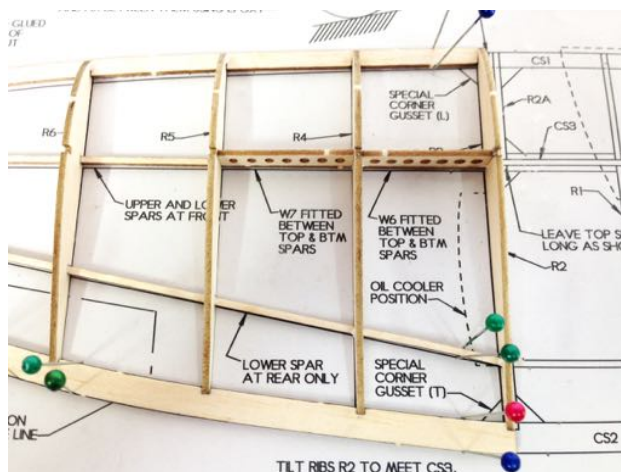 -GLUED
OF
UT
CS1
SPECIAL
CORNER
GUSSET (L)
R2A
CS3
R6
R5
R4
R1
UPPER AND LOWER
SPARS AT FRONT
W7 FITTED
BETWEEN
TOP & BTM
SPARS
W6 FITTED
BETWEEN
TOP & BTM
SPARS
LEAVE TOP S
LONG AS SHO
R2
OIL COOLER
POSITION
LOWER SPAR
AT REAR ONLY
SPECIAL
CORNER
GUSSET (T)
ON
LINE
CS2
TILT RIBS R2 TO MEET CS3.